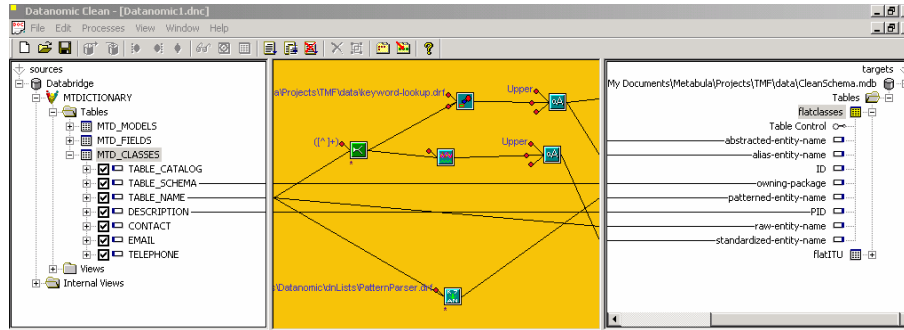 Datanomic Clean - [Datanomic1.dnc]
File Edit Processes View Window Help
sources
Databridge
MTDICTIONARY
Tables
MTD_MODELS
MTD_FIELDS
MTD_CLASSES
TABLE_CATALOG
TABLE_SCHEMA
TABLE_NAME
DESCRIPTION
CONTACT
EMAIL
TELEPHONE
Views
Internal Views
a\Projects\TMF\data\keyword-lookup.drf
Upper
([^ ]+)
Upper
s\Datanomic\dnLists\PatternParser.drf
targets
My Documents\Metabula\Projects\TMF\data\CleanSchema.mdb
Tables
flatclasses
Table Control
abstracted-entity-name
alias-entity-name
ID
owning-package
patterned-entity-name
PID
raw-entity-name
standardized-entity-name
flatITU